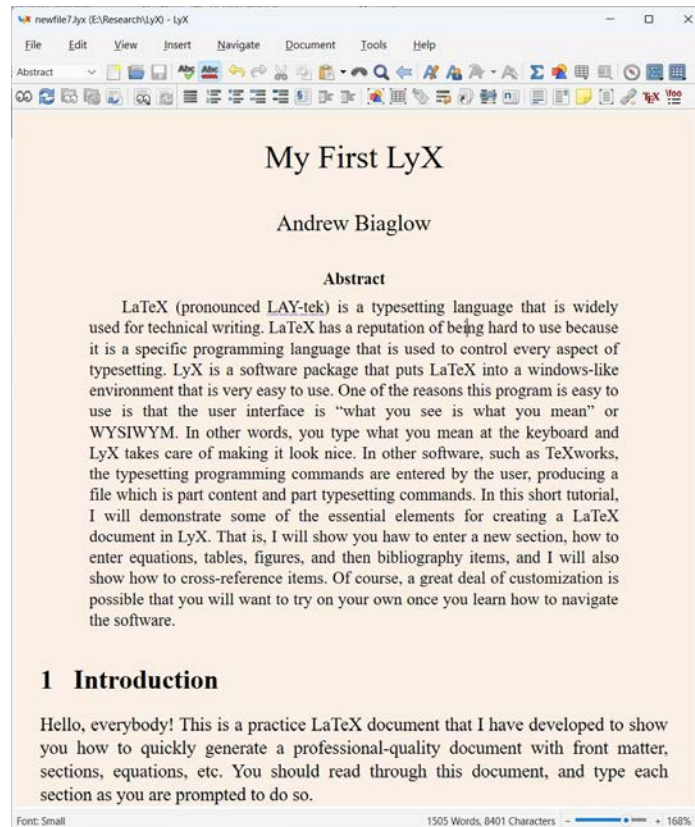 newfile7.lyx (E:\Research\LyX) - LyX
File Edit View Insert Navigate Document Tools Help
Abstract
My First LyX
Andrew Biaglow
Abstract
LaTeX (pronounced LAY-tek) is a typesetting language that is widely
used for technical writing. LaTeX has a reputation of being hard to use because
it is a specific programming language that is used to control every aspect of
typesetting. LyX is a software package that puts LaTeX into a windows-like
environment that is very easy to use. One of the reasons this program is easy to
use is that the user interface is “what you see is what you mean” or
WYSIWYM. In other words, you type what you mean at the keyboard and
LyX takes care of making it look nice. In other software, such as TeXworks,
the typesetting programming commands are entered by the user, producing a
file which is part content and part typesetting commands. In this short tutorial,
I will demonstrate some of the essential elements for creating a LaTeX
document in LyX. That is, I will show you haw to enter a new section, how to
enter equations, tables, figures, and then bibliography items, and I will also
show how to cross-reference items. Of course, a great deal of customization is
possible that you will want to try on your own once you learn how to navigate
the software.
1 Introduction
Hello, everybody! This is a practice LaTeX document that I have developed to show
you how to quickly generate a professional-quality document with front matter,
sections, equations, etc. You should read through this document, and type each
section as you are prompted to do so.
Font: Small 1505 Words, 8401 Characters - + 168%